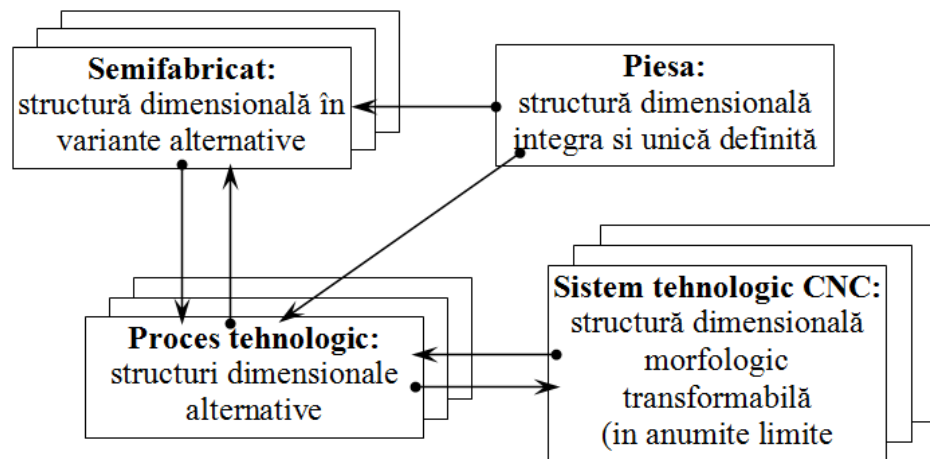 Semifabricat:
structură dimensională în
variante alternative
Piesa:
structură dimensională
integra si unică definită
Proces tehnologic:
structuri dimensionale
alternative
Sistem tehnologic CNC:
structură dimensională
morfologic
transformabilă
(in anumite limite